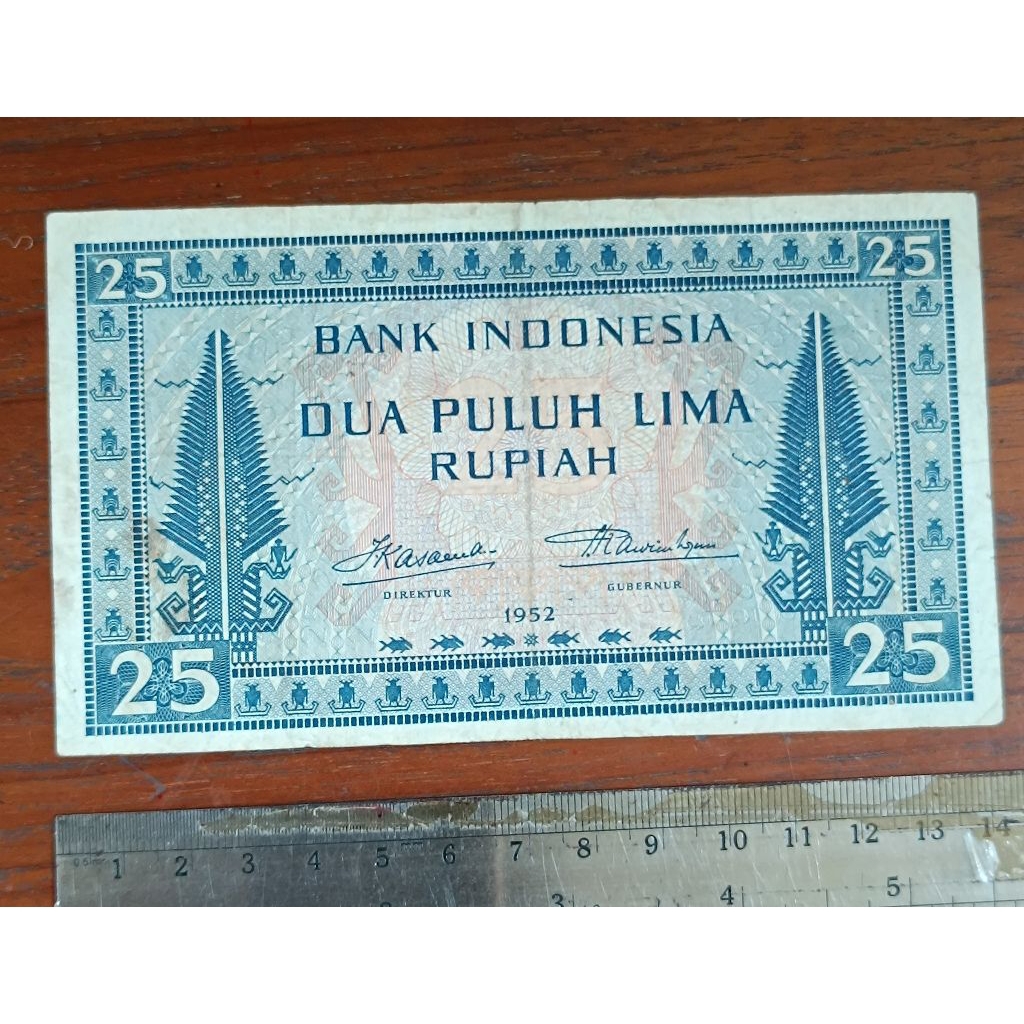 25 25
BANK INDONESIA
DUA PULUH LIMA
RUPIAH
DIREKTUR GUBERNUR
1952
25 25
1 2 3 4 5 6 7 8 9 10 11 12 13 14
3 4 5